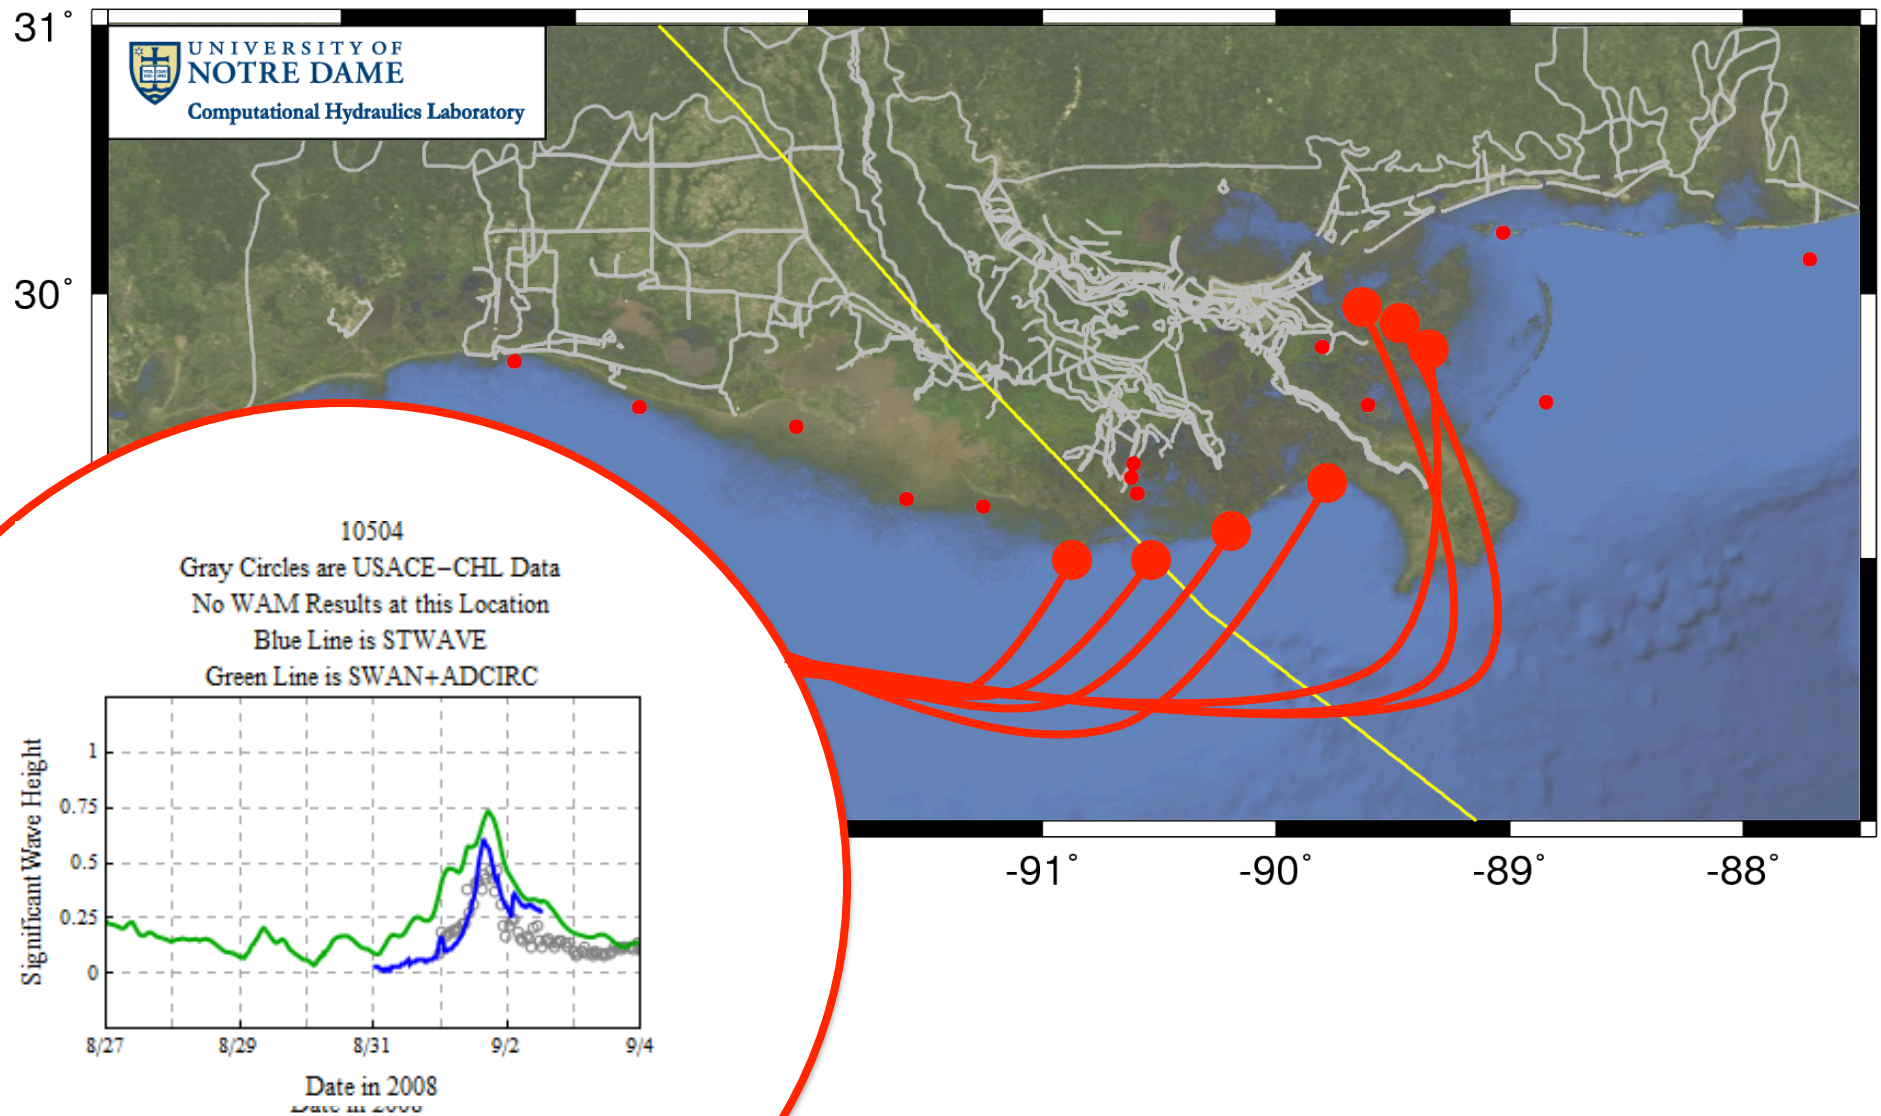 31°
UNIVERSITY OF
NOTRE DAME
Computational Hydraulics Laboratory
30°
10504
Gray Circles are USACE−CHL Data
No WAM Results at this Location
Blue Line is STWAVE
Green Line is SWAN+ADCIRC
Significant Wave Height
1
0.75
0.5
0.25
0
8/27 8/29 8/31 9/2 9/4
Date in 2008
Date in 2008
-91° -90° -89° -88°